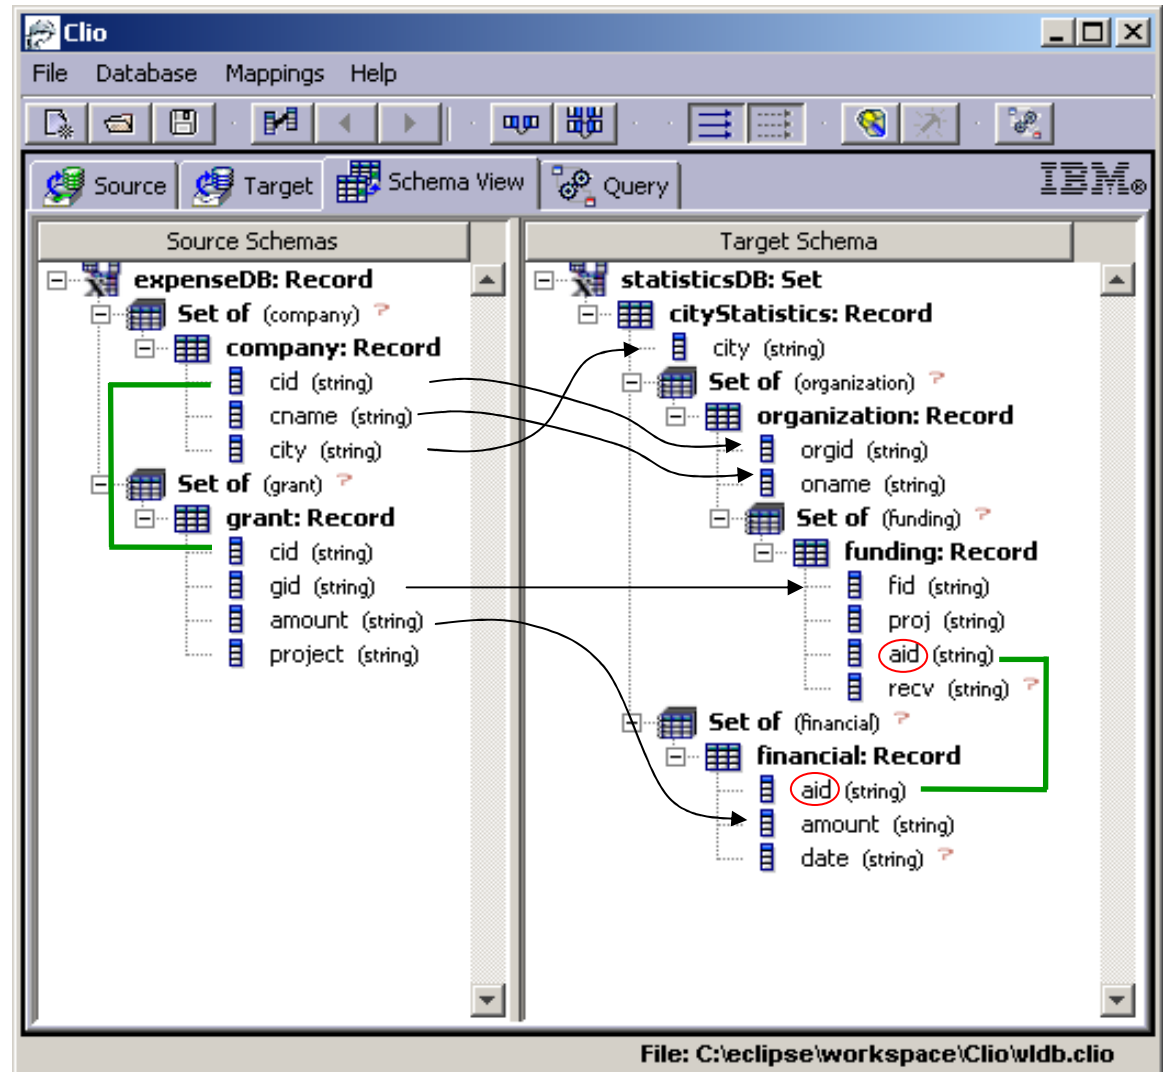 Clio
File Database Mappings Help
Source Target Schema View Query IBM®
Source Schemas
expenseDB: Record
Set of (company) ?
company: Record
cid (string)
cname (string)
city (string)
Set of (grant) ?
grant: Record
cid (string)
gid (string)
amount (string)
project (string)
Target Schema
statisticsDB: Set
cityStatistics: Record
city (string)
Set of (organization) ?
organization: Record
orgid (string)
oname (string)
Set of (funding) ?
funding: Record
fid (string)
proj (string)
aid (string)
recv (string) ?
Set of (financial) ?
financial: Record
aid (string)
amount (string)
date (string) ?
File: C:\eclipse\workspace\Clio\vldb.clio